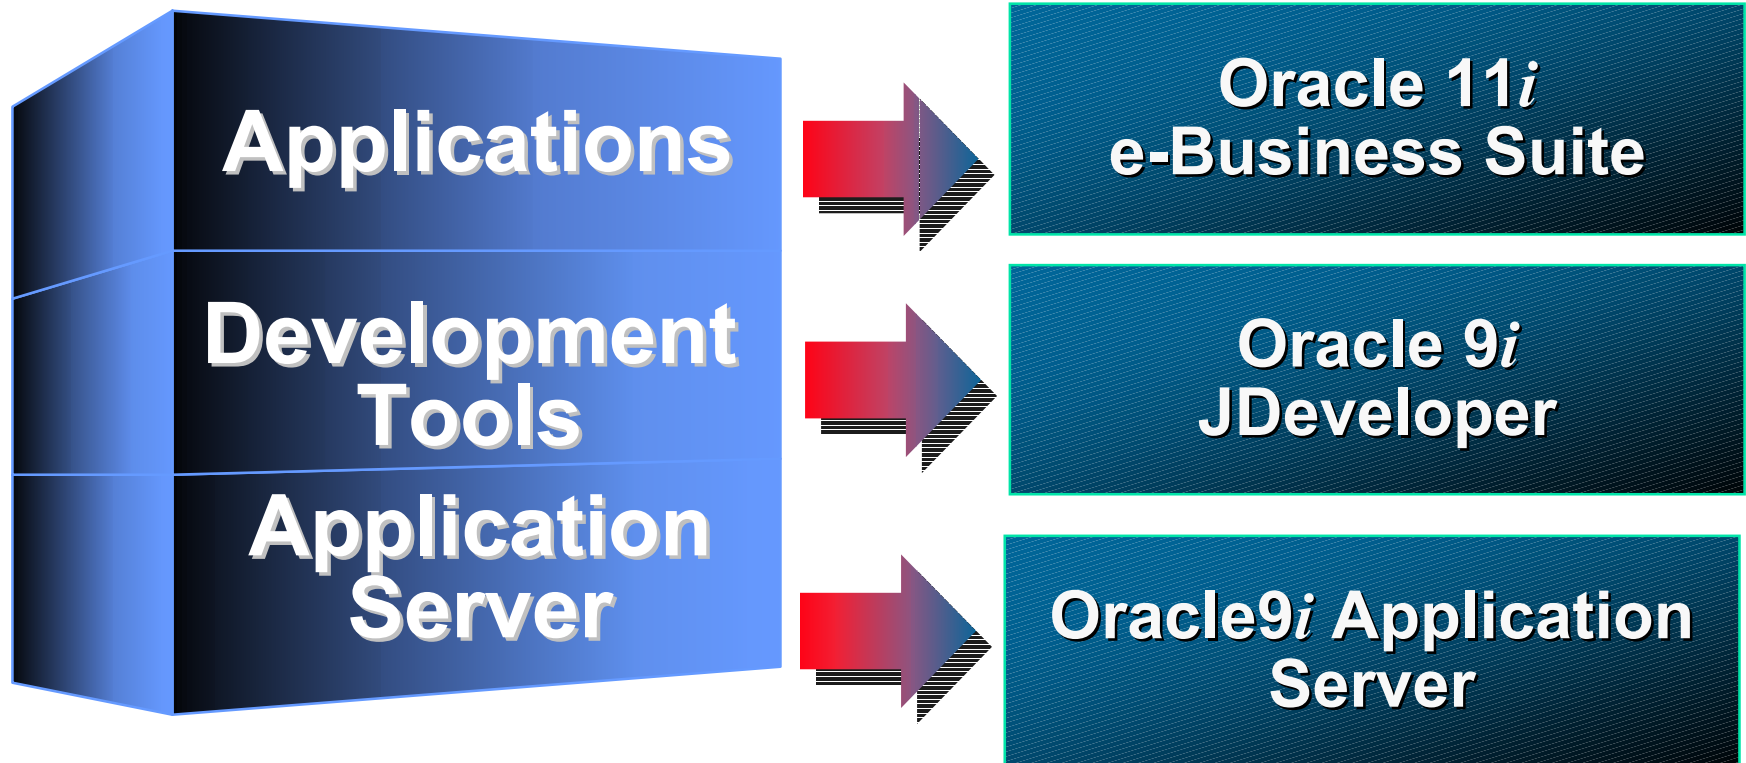 Applications
Oracle 11i
e-Business Suite
Development
Tools
Oracle 9i
JDeveloper
Application
Server
Oracle9i Application
Server